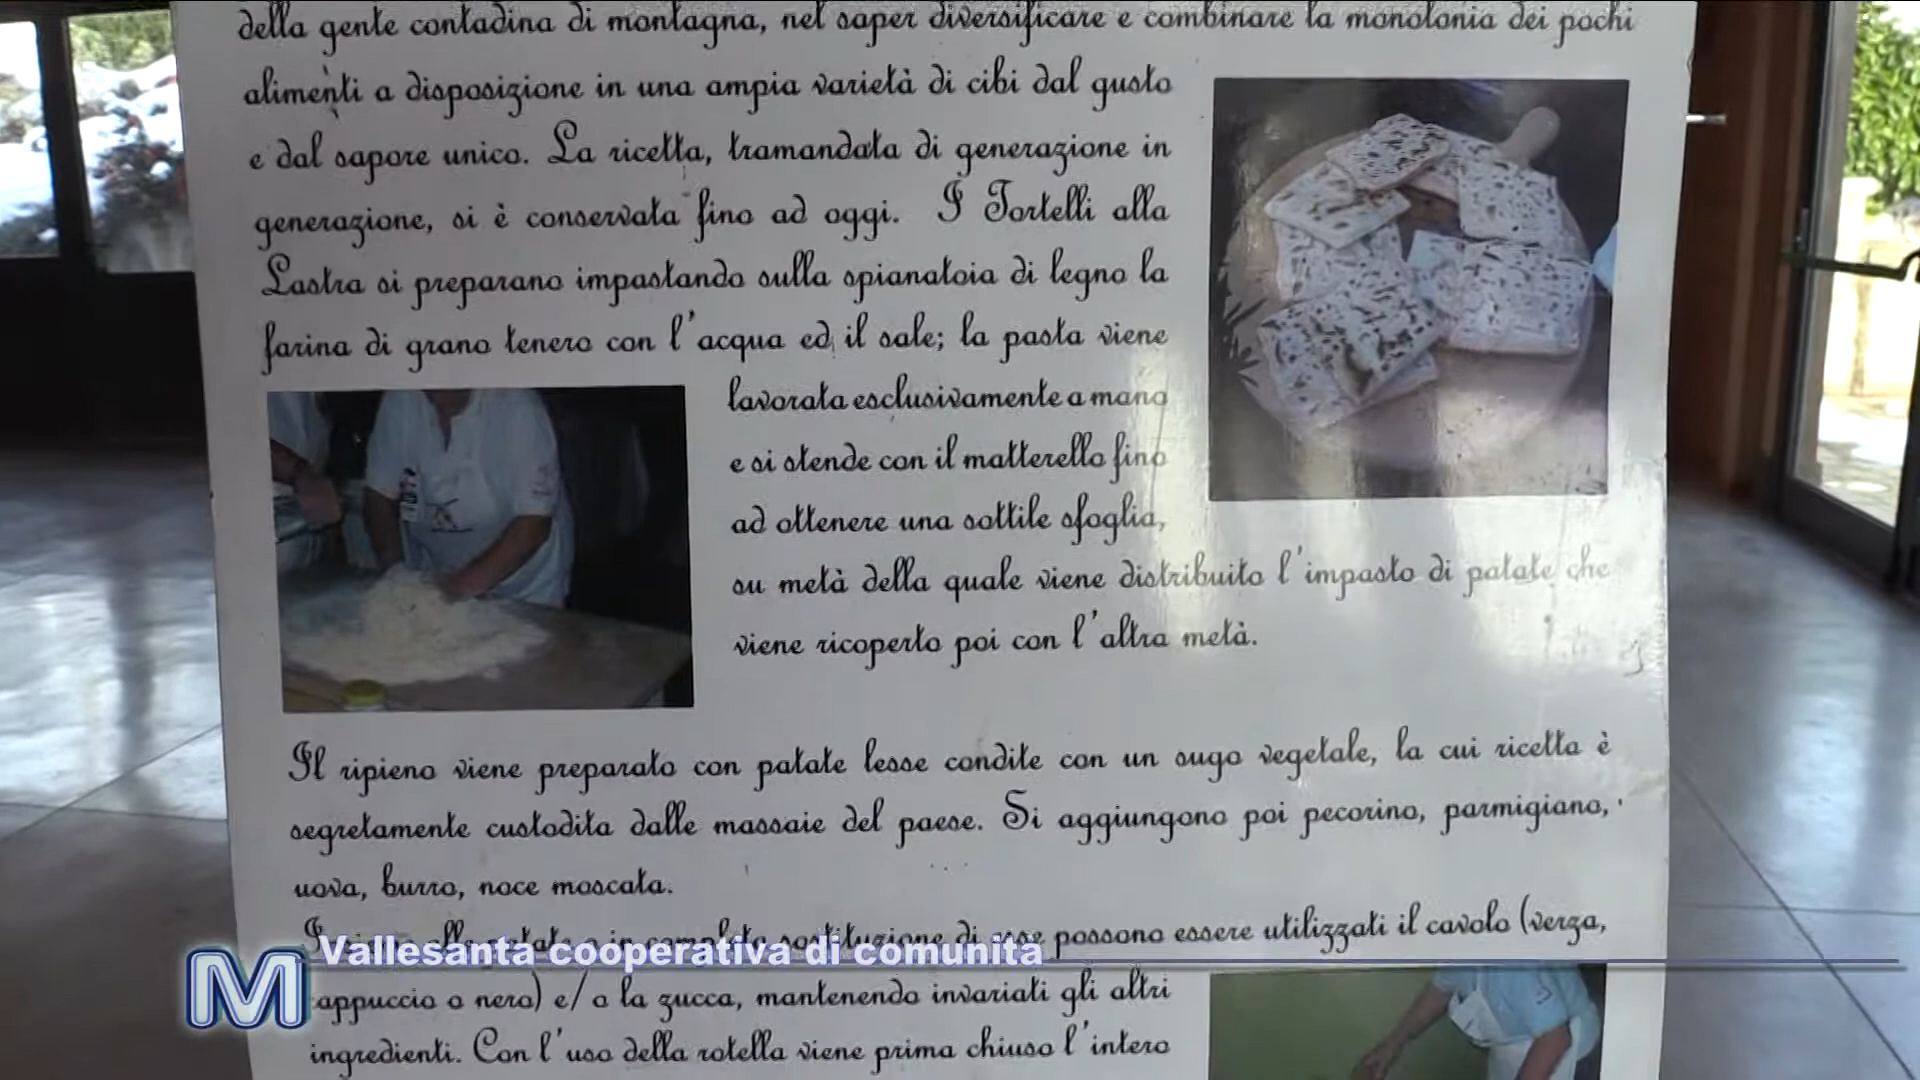 della gente contadina di montagna, nel saper diversificare e combinare la monotonia dei pochi
alimenti a disposizione in una ampia varietà di cibi dal gusto
e dal sapore unico. La ricetta, tramandata di generazione in
generazione, si è conservata fino ad oggi. I Tortelli alla
Lastra si preparano impastando sulla spianatoia di legno la
farina di grano tenero con l'acqua ed il sale; la pasta viene
lavorata esclusivamente a mano
e si stende con il matterello fino
ad ottenere una sottile sfoglia,
su metà della quale viene distribuito l'impasto di patate che
viene ricoperto poi con l'altra metà.
Il ripieno viene preparato con patate lesse condite con un sugo vegetale, la cui ricetta è
segretamente custodita dalle massaie del paese. Si aggiungono poi pecorino, parmigiano,
uova, burro, noce moscata.
patate o in completa sostituzione di esse possono essere utilizzati il cavolo (verza,
Vallesanta cooperativa di comunità
M
appuccio o nero) e/o la zucca, mantenendo invariati gli altri
ingredienti. Con l'uso della rotella viene prima chiuso l'intero